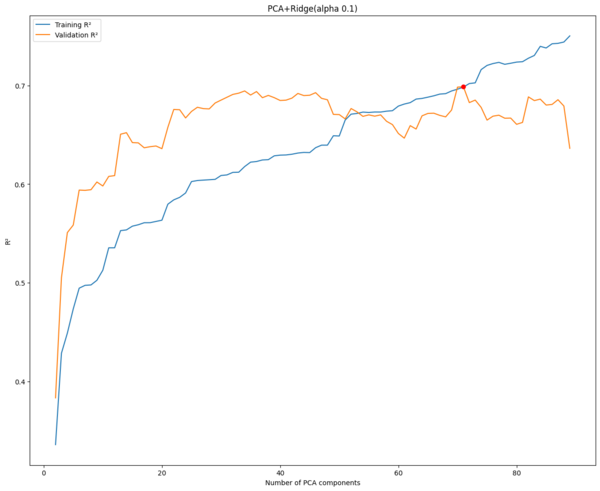 PCA+Ridge(alpha 0.1)
Training R²
Validation R²
0.7
0.6
0.5
0.4
R²
0 20 40 60 80
Number of PCA components